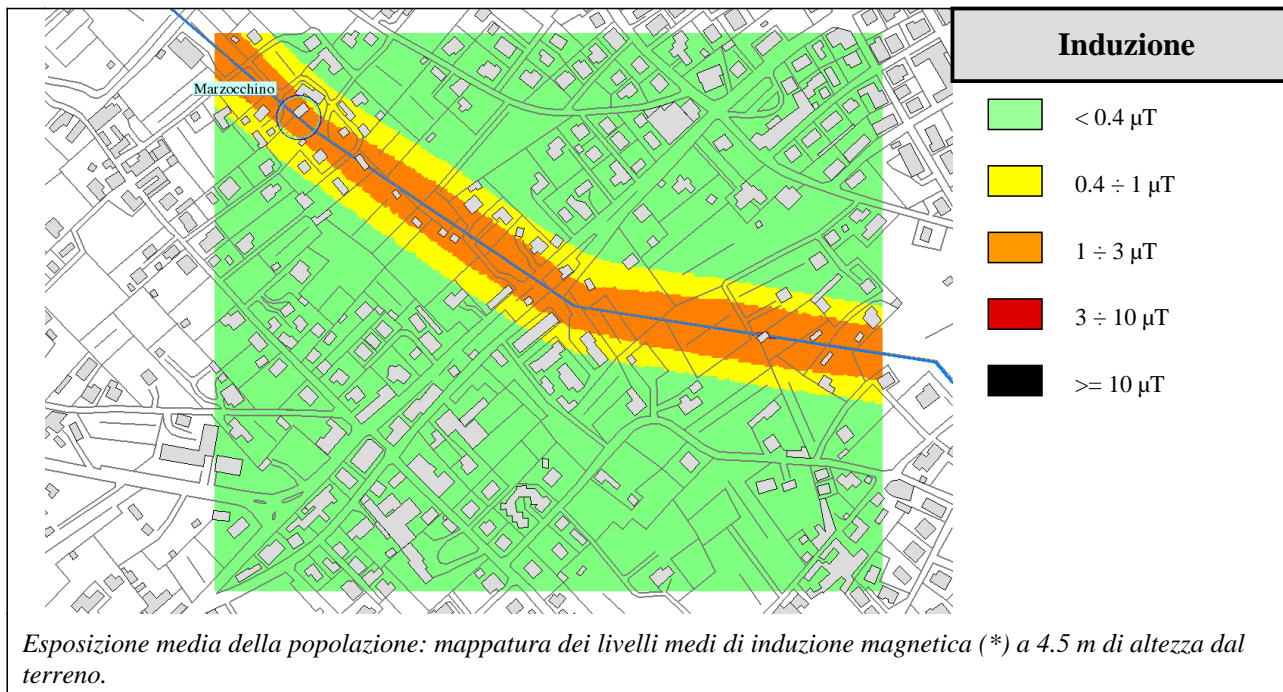 Induzione
Marzocchino
< 0.4 µT
0.4 ÷ 1 µT
1 ÷ 3 µT
3 ÷ 10 µT
>= 10 µT
Esposizione media della popolazione: mappatura dei livelli medi di induzione magnetica (*) a 4.5 m di altezza dal
terreno.